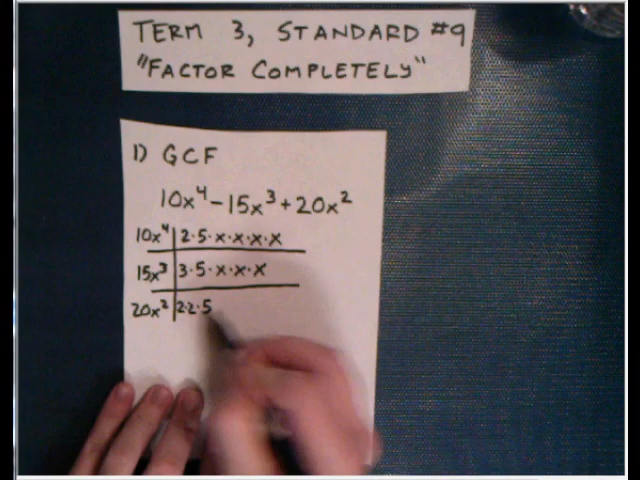 TERM 3, STANDARD #9
"FACTOR COMPLETELY"
1) GCF
10x⁴ - 15x³ + 20x²
10x⁴ | 2·5·x·x·x·x
15x³ | 3·5·x·x·x
20x² | 2·2·5